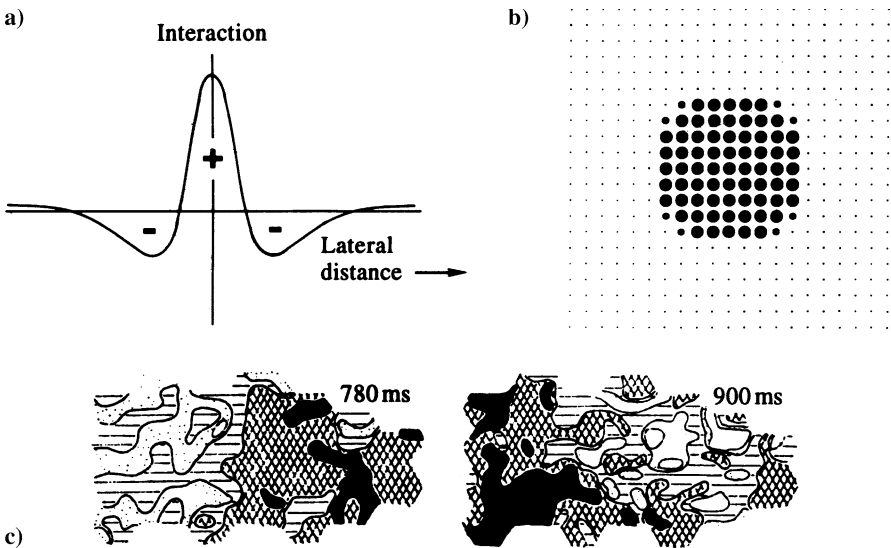 a)
Interaction
+
-
-
Lateral
distance
b)
780 ms
900 ms
c)